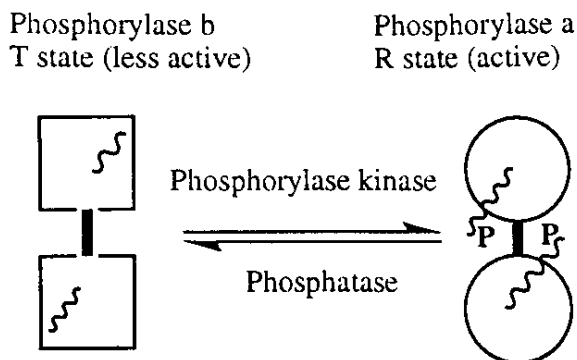 Phosphorylase b
T state (less active)
Phosphorylase a
R state (active)
Phosphorylase kinase
P P
Phosphatase